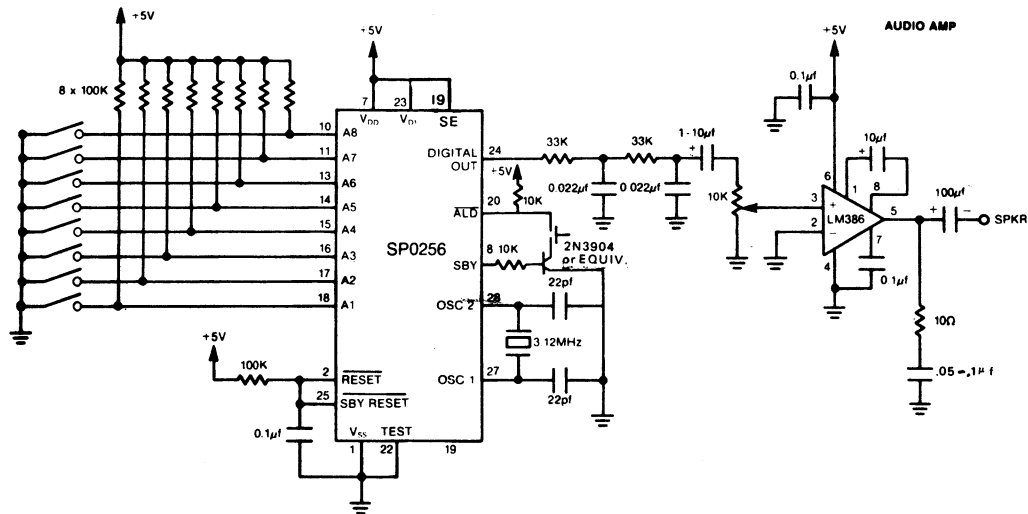 +5V
+5V
+5V
AUDIO AMP
8 x 100K
0.1µf
7
23
19
VDD
VD1
SE
10
A8
11
A7
13
A6
14
A5
15
A4
16
A3
17
A2
18
A1
DIGITAL
OUT
24
33K
33K
1-10µf
+
0.022µf
0.022µf
10K
+5V
10K
20
ALD
SP0256
SBY
8
10K
2N3904
or EQUIV.
22pf
28
OSC 2
3.12MHz
27
OSC 1
22pf
+5V
100K
2
RESET
25
SBY RESET
0.1µf
VSS
TEST
1
22
19
6
1
+
10µf
8
3
+
LM386
2
−
5
7
4
0.1µf
100µf
+
−
SPKR
10Ω
.05-.1µf